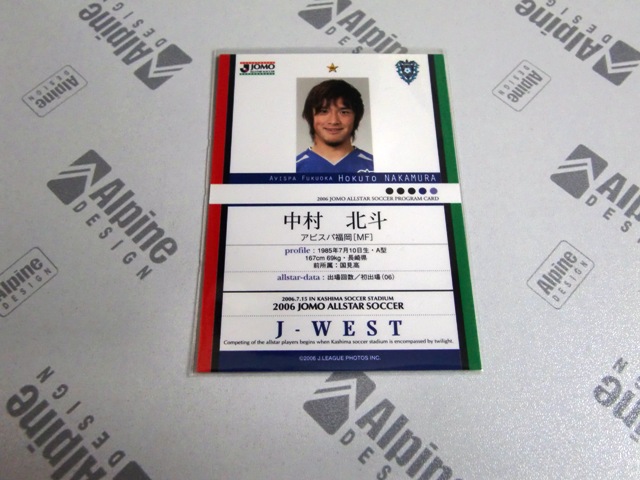 JOMO
AVISPA FUKUOKA HOKUTO NAKAMURA
2006 JOMO ALLSTAR SOCCER PROGRAM CARD
中村 北斗
アビスパ福岡[MF]
profile：1985年7月10日生・A型
167cm 69kg・長崎県
前所属：国見高
allstar-data：出場回数／初出場（06）
2006.7.15 IN KASHIMA SOCCER STADIUM
2006 JOMO ALLSTAR SOCCER
J-WEST
Competing of the allstar players begins when Kashima soccer stadium is encompassed by twilight.
©2006 J.LEAGUE PHOTOS INC.
Alpine
DESIGN
Alpine
DESIGN
Alpine
DESIGN
Alpine
DESIGN
Alpine
DESIGN
Alpine
DESIGN